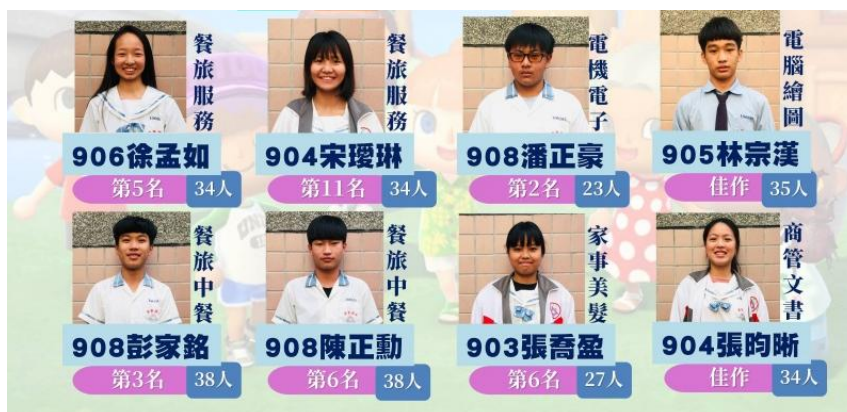 餐旅服務
906徐孟如
第5名 34人
餐旅服務
904宋璦琳
第11名 34人
電機電子
908潘正豪
第2名 23人
電腦繪圖
905林宗漢
佳作 35人
餐旅中餐
908彭家銘
第3名 38人
餐旅中餐
908陳正勳
第6名 38人
家事美髮
903張喬盈
第6名 27人
商管文書
904張昀晰
佳作 34人